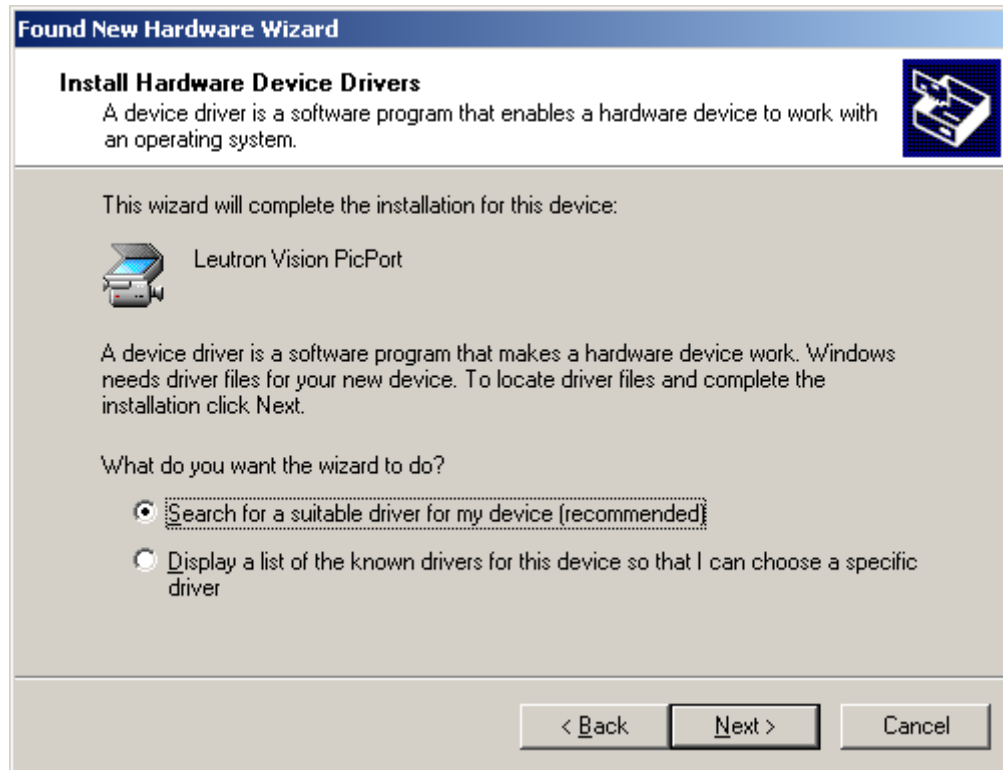 Found New Hardware Wizard
Install Hardware Device Drivers
A device driver is a software program that enables a hardware device to work with
an operating system.
This wizard will complete the installation for this device:
Leutron Vision PicPort
A device driver is a software program that makes a hardware device work. Windows
needs driver files for your new device. To locate driver files and complete the
installation click Next.
What do you want the wizard to do?
Search for a suitable driver for my device (recommended)
Display a list of the known drivers for this device so that I can choose a specific
driver
< Back Next > Cancel